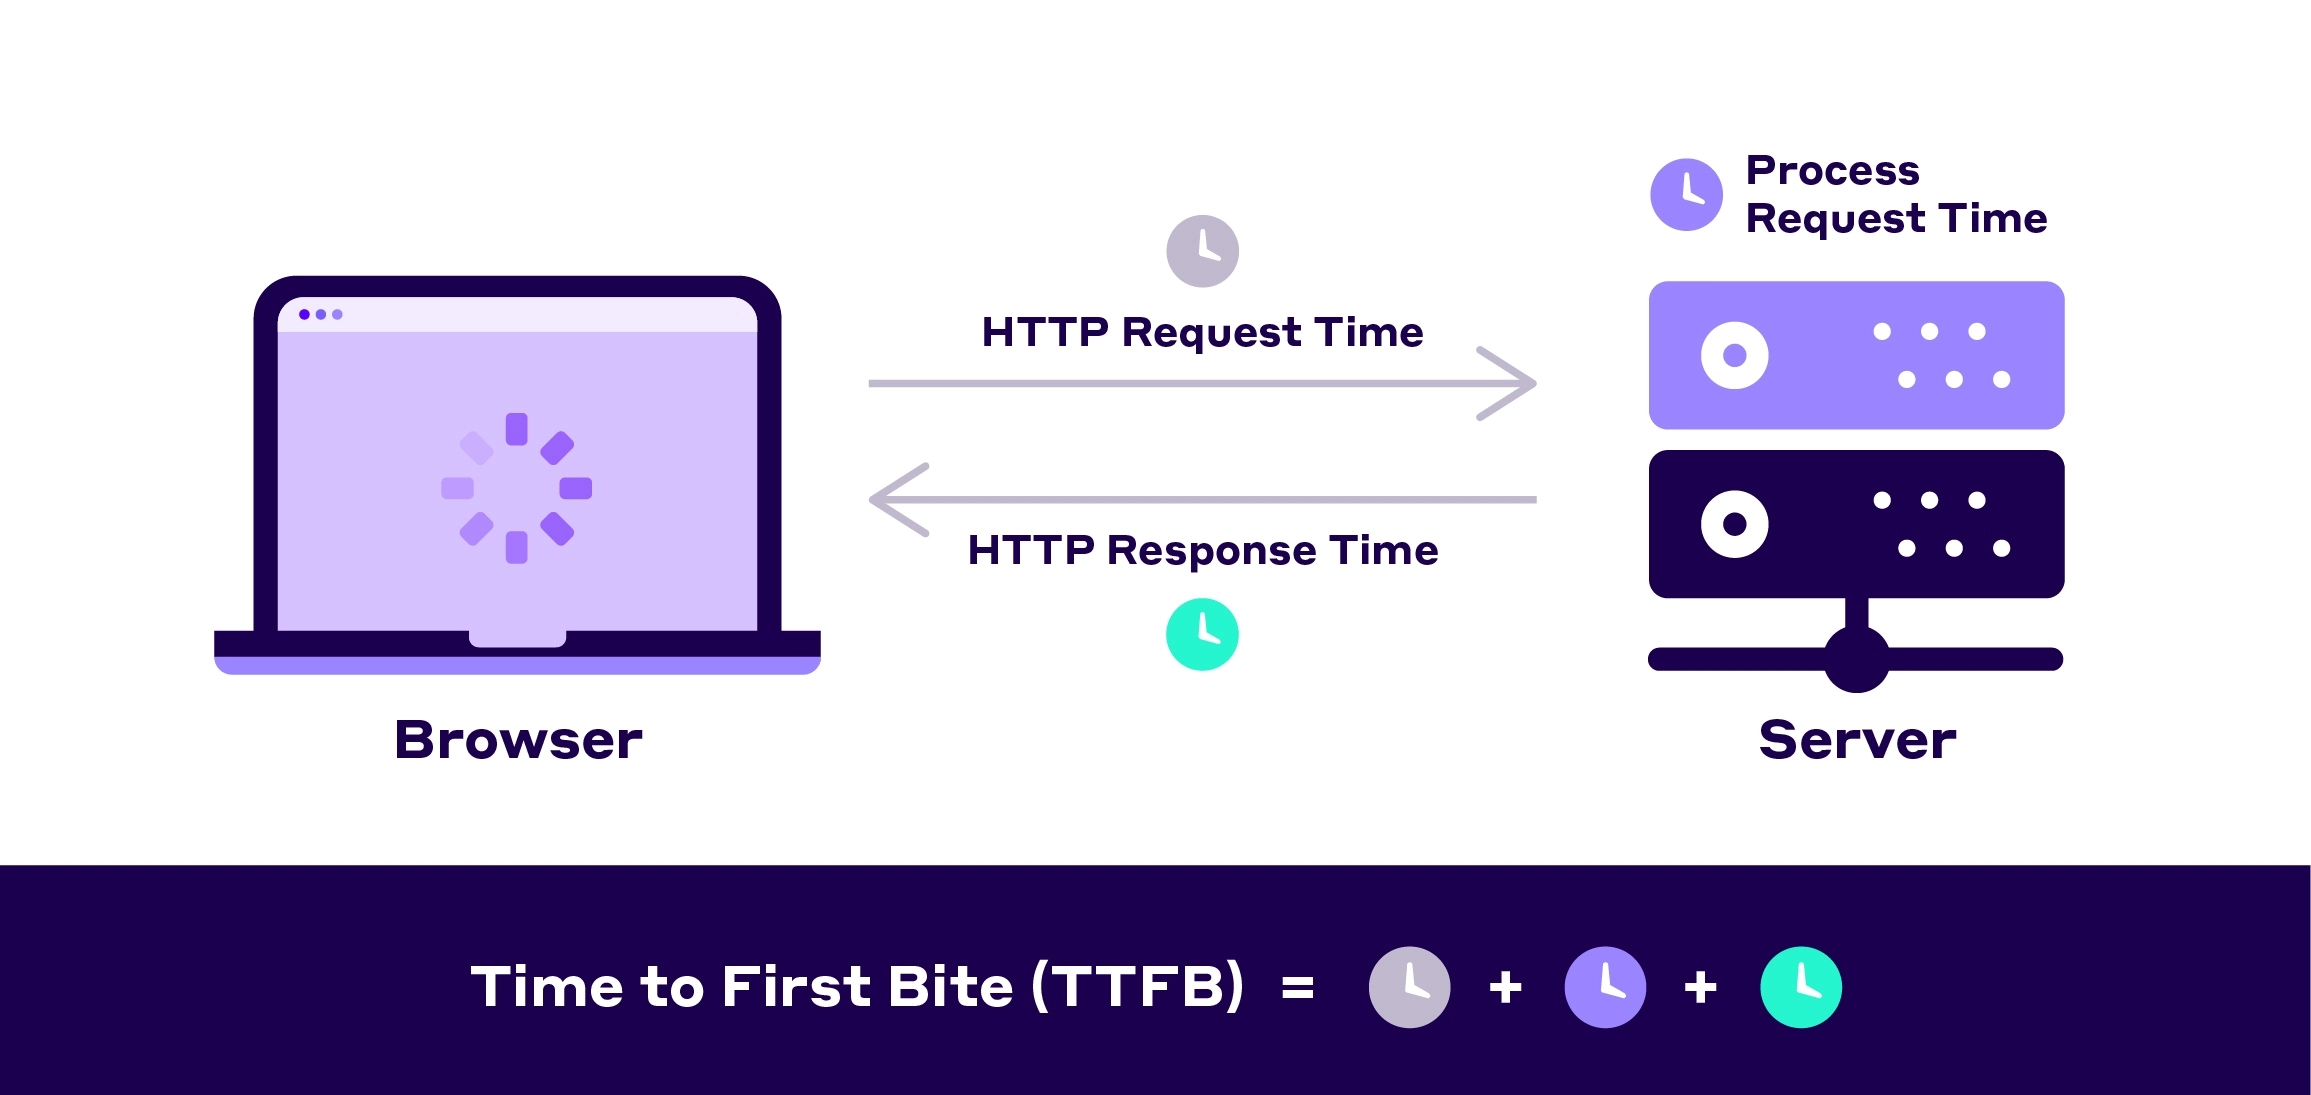 Process
Request Time
HTTP Request Time
HTTP Response Time
Browser
Server
Time to First Bite (TTFB) = + +